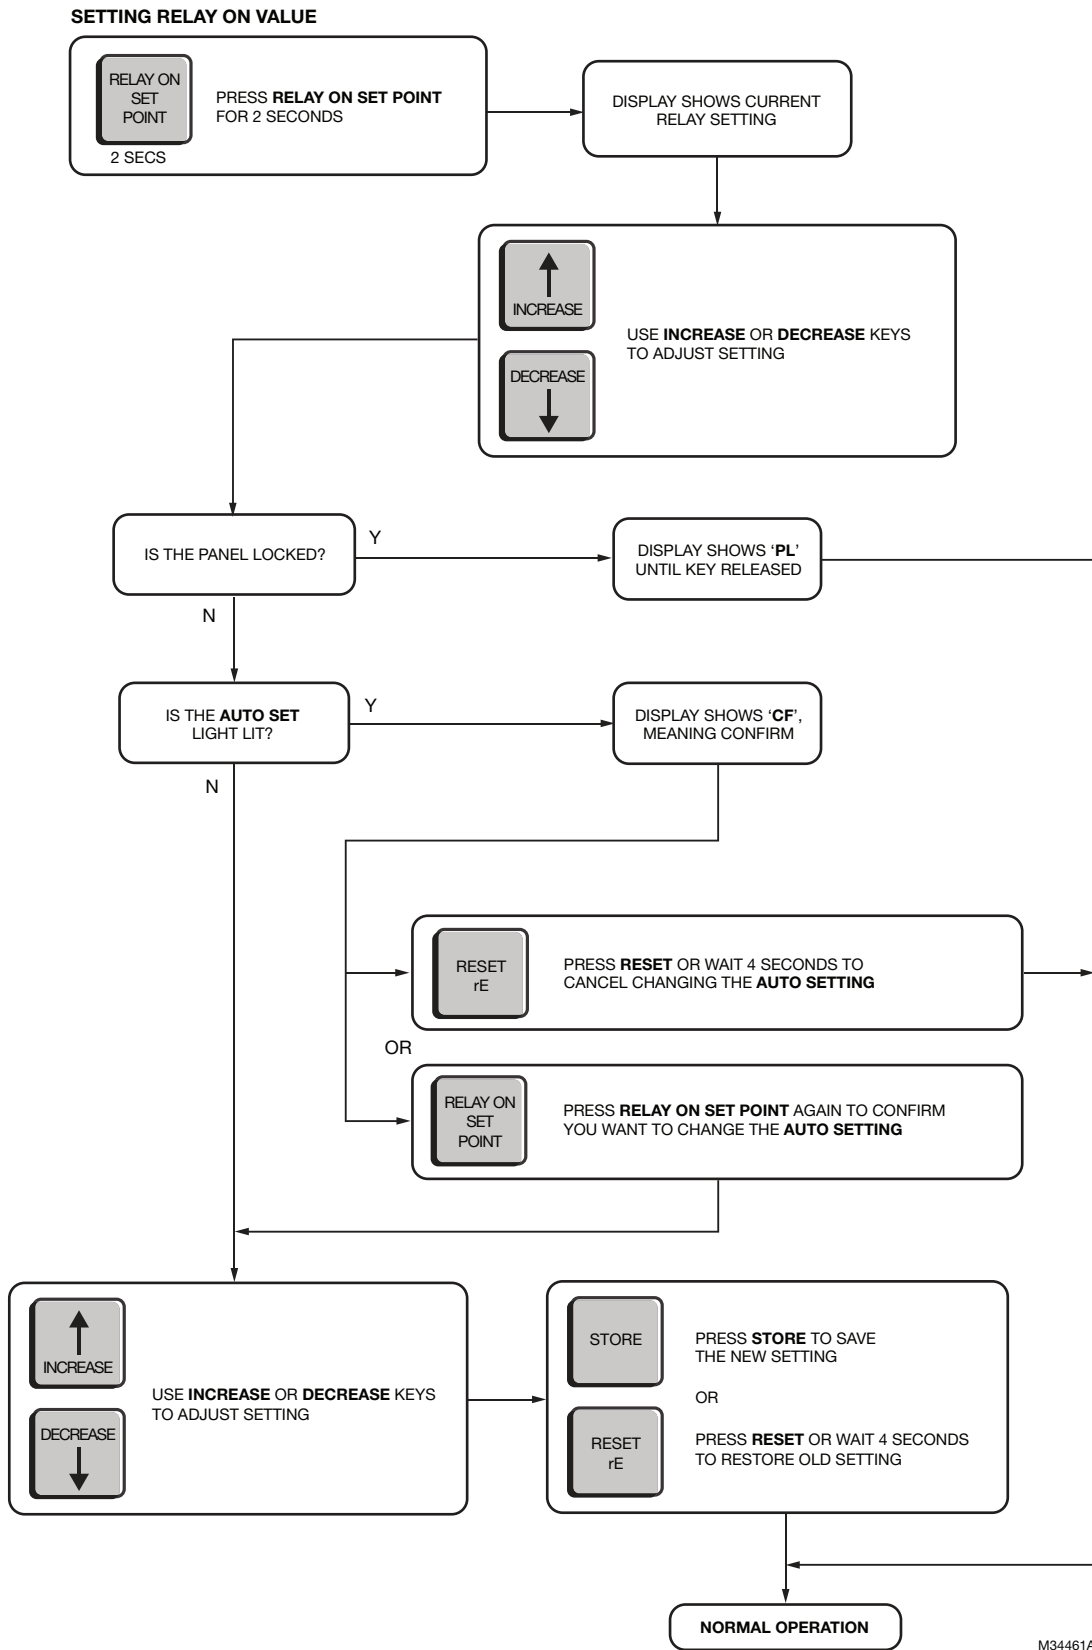 SETTING RELAY ON VALUE
RELAY ON
SET
POINT
2 SECS
PRESS RELAY ON SET POINT
FOR 2 SECONDS
DISPLAY SHOWS CURRENT
RELAY SETTING
INCREASE
DECREASE
USE INCREASE OR DECREASE KEYS
TO ADJUST SETTING
IS THE PANEL LOCKED?
Y
DISPLAY SHOWS ‘PL’
UNTIL KEY RELEASED
N
IS THE AUTO SET
LIGHT LIT?
Y
DISPLAY SHOWS ‘CF’,
MEANING CONFIRM
N
RESET
rE
PRESS RESET OR WAIT 4 SECONDS TO
CANCEL CHANGING THE AUTO SETTING
OR
RELAY ON
SET
POINT
PRESS RELAY ON SET POINT AGAIN TO CONFIRM
YOU WANT TO CHANGE THE AUTO SETTING
INCREASE
DECREASE
USE INCREASE OR DECREASE KEYS
TO ADJUST SETTING
STORE
PRESS STORE TO SAVE
THE NEW SETTING
OR
RESET
rE
PRESS RESET OR WAIT 4 SECONDS
TO RESTORE OLD SETTING
NORMAL OPERATION
M34461A